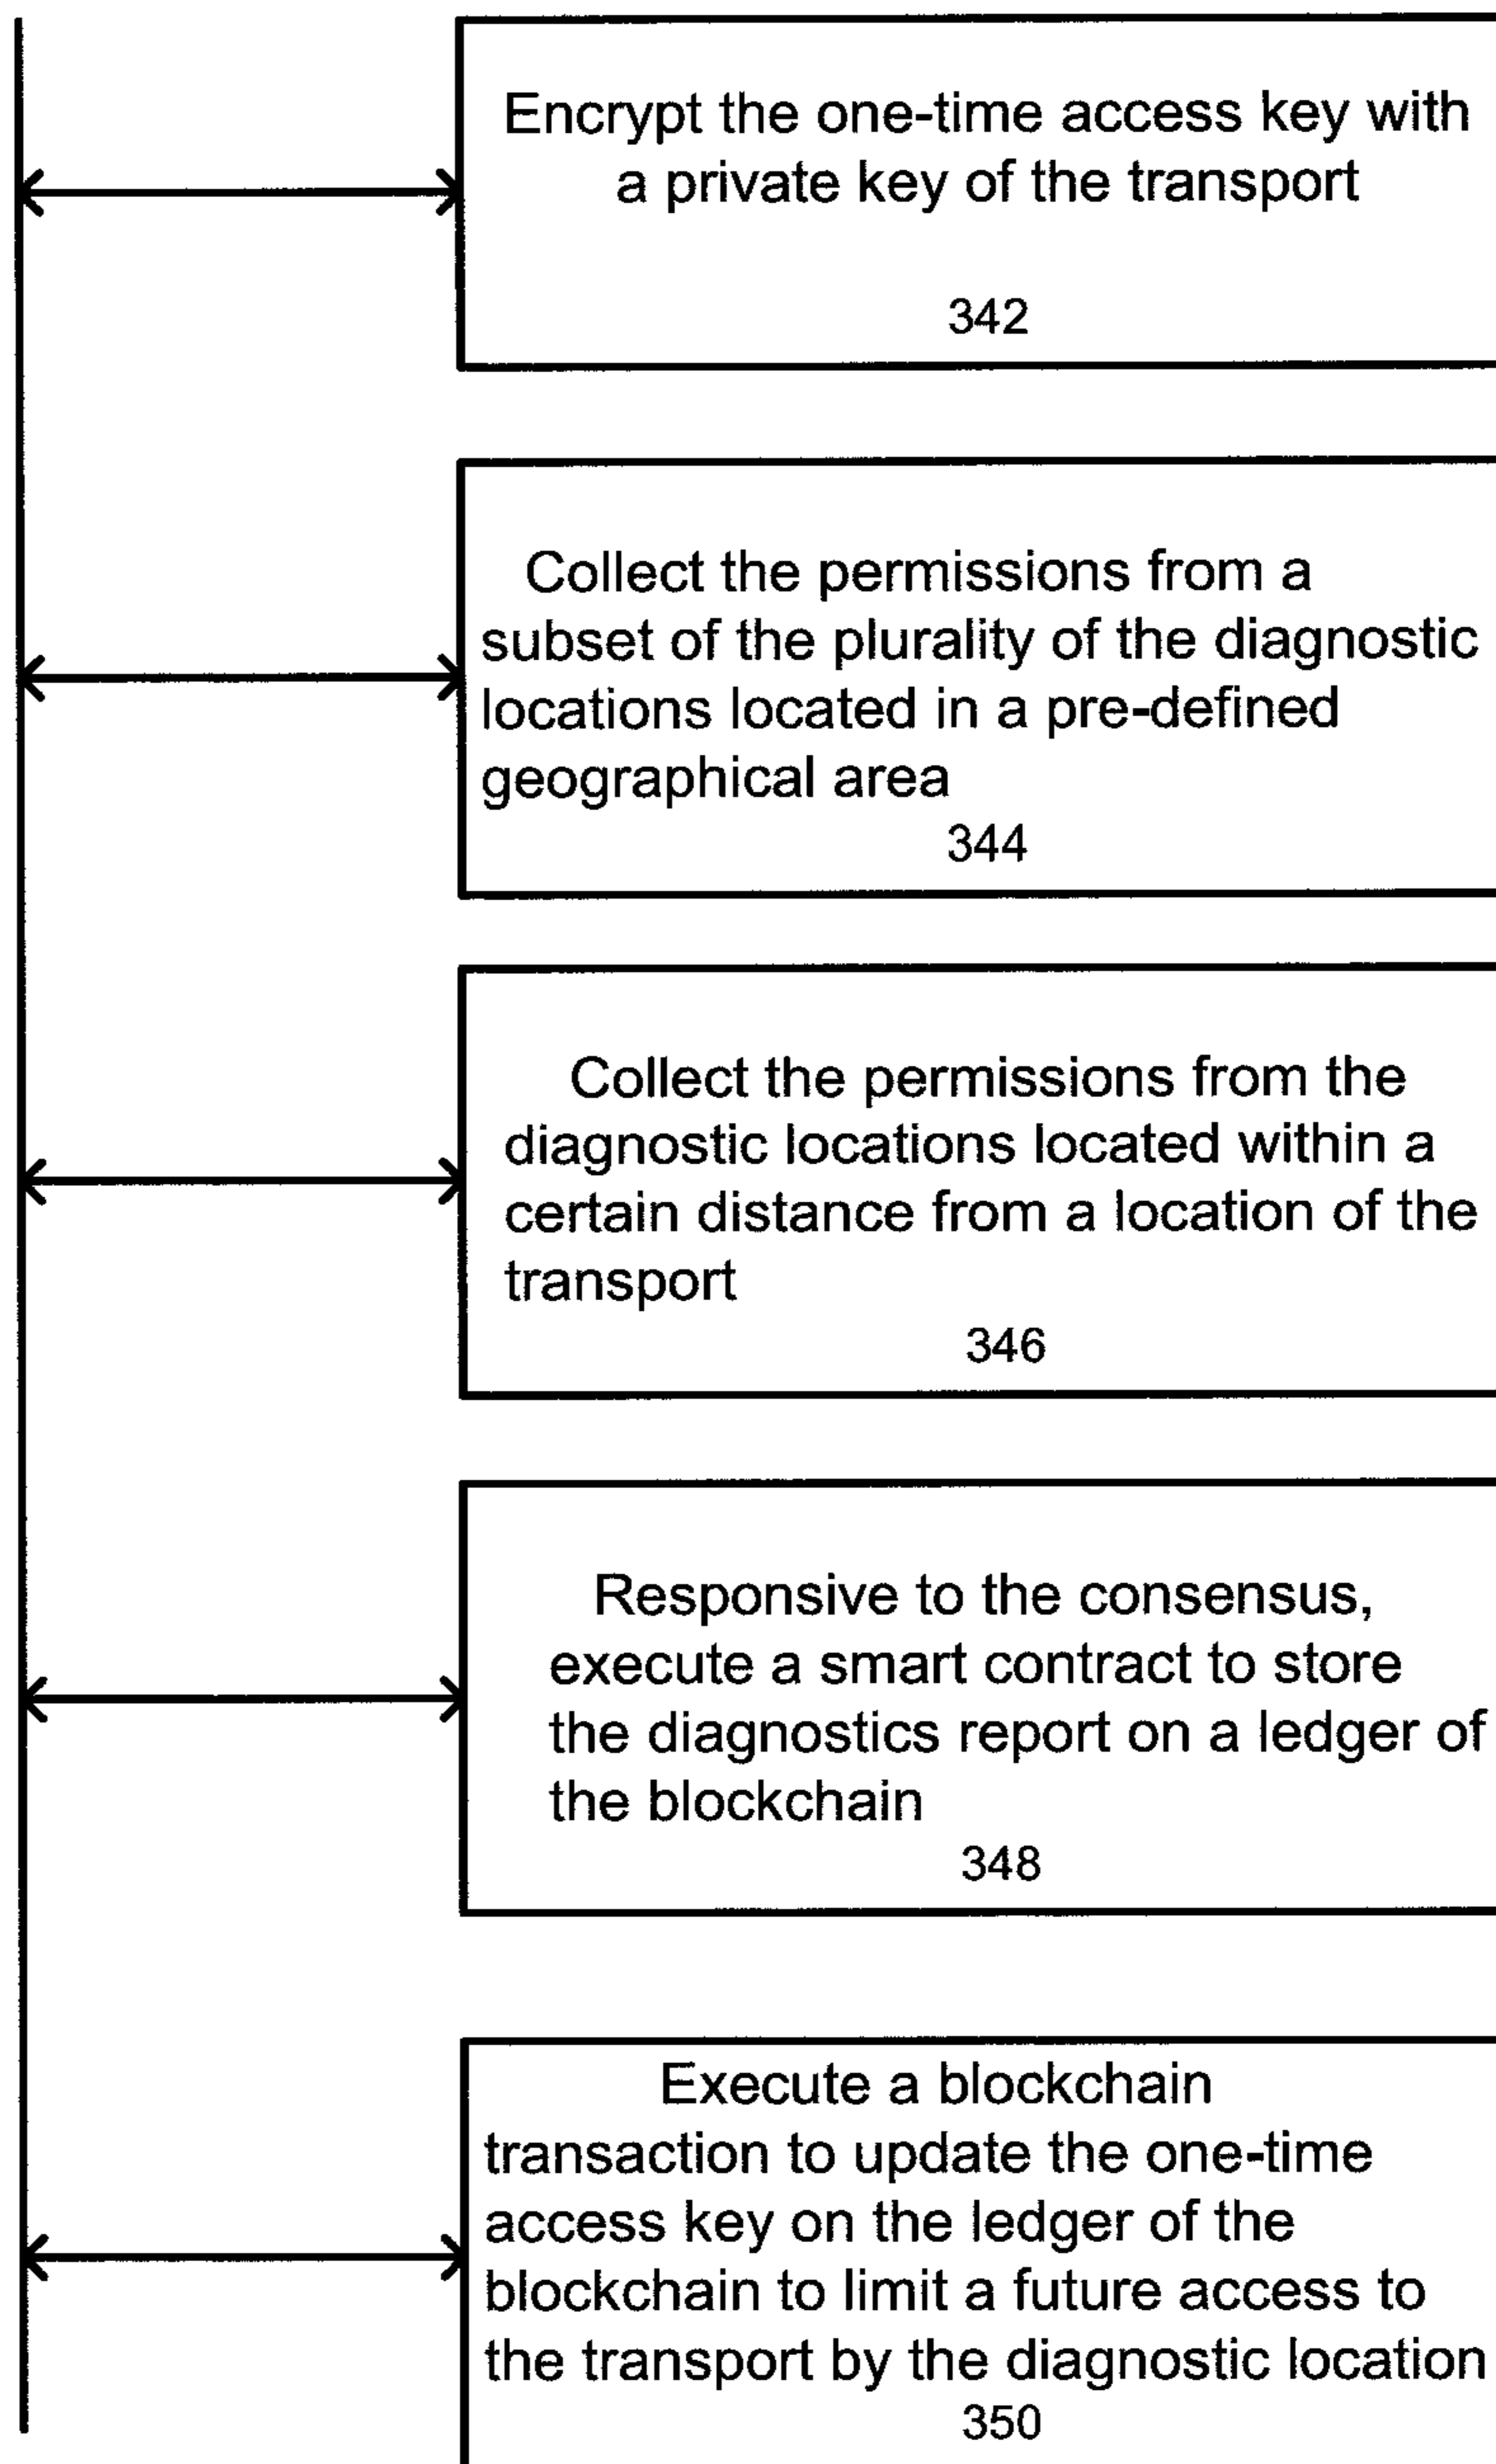 Encrypt the one-time access key with
a private key of the transport
342
Collect the permissions from a
subset of the plurality of the diagnostic
locations located in a pre-defined
geographical area
344
Collect the permissions from the
diagnostic locations located within a
certain distance from a location of the
transport
346
Responsive to the consensus,
execute a smart contract to store
the diagnostics report on a ledger of
the blockchain
348
Execute a blockchain
transaction to update the one-time
access key on the ledger of the
blockchain to limit a future access to
the transport by the diagnostic location
350